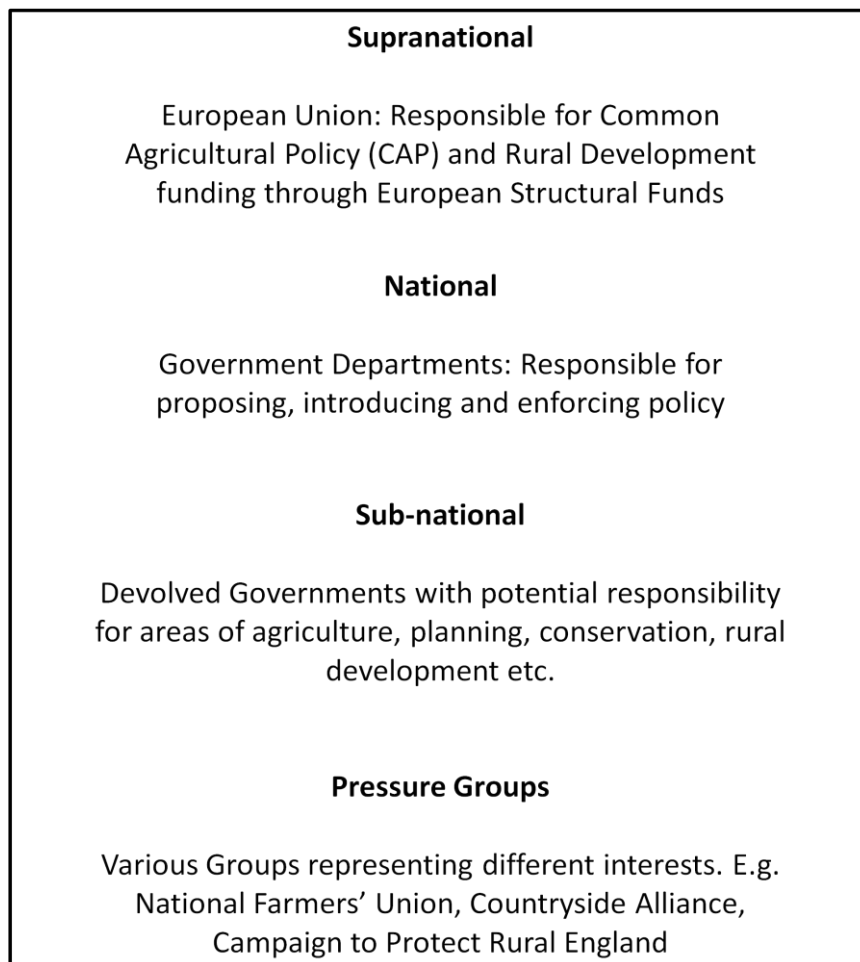 Supranational
European Union: Responsible for Common
Agricultural Policy (CAP) and Rural Development
funding through European Structural Funds
National
Government Departments: Responsible for
proposing, introducing and enforcing policy
Sub-national
Devolved Governments with potential responsibility
for areas of agriculture, planning, conservation, rural
development etc.
Pressure Groups
Various Groups representing different interests. E.g.
National Farmers’ Union, Countryside Alliance,
Campaign to Protect Rural England